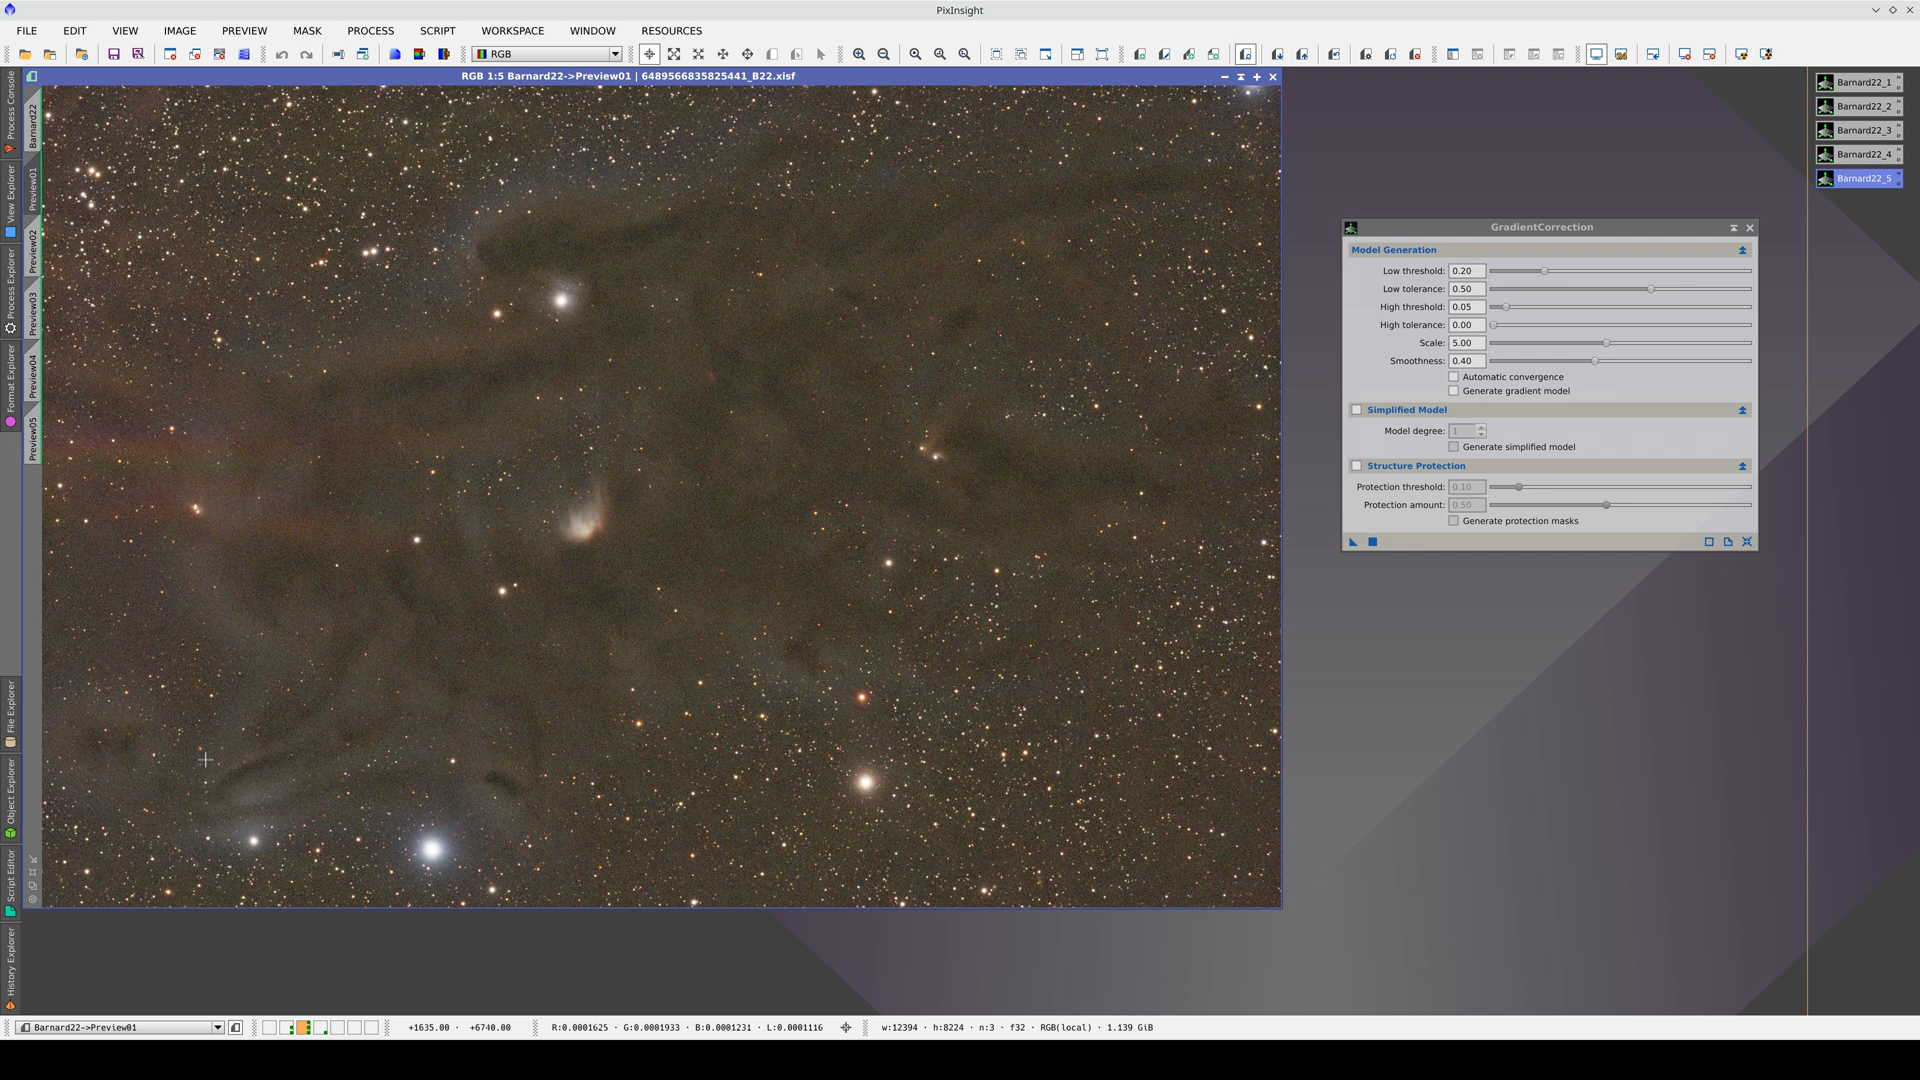 PixInsight
FILE EDIT VIEW IMAGE PREVIEW MASK PROCESS SCRIPT WORKSPACE WINDOW RESOURCES
RGB
RGB 1:5 Barnard22->Preview01 | 6489566835825441_B22.xisf
Process Console
View Explorer
Process Explorer
Format Explorer
File Explorer
Object Explorer
Script Editor
History Explorer
Barnard22
Preview01
Preview02
Preview03
Preview04
Preview05
Barnard22_1
Barnard22_2
Barnard22_3
Barnard22_4
Barnard22_5
GradientCorrection
Model Generation
Low threshold: 0.20
Low tolerance: 0.50
High threshold: 0.05
High tolerance: 0.00
Scale: 5.00
Smoothness: 0.40
Automatic convergence
Generate gradient model
Simplified Model
Model degree: 1
Generate simplified model
Structure Protection
Protection threshold: 0.10
Protection amount: 0.50
Generate protection masks
Barnard22->Preview01
+1635.00 · +6740.00
R:0.0001625 · G:0.0001933 · B:0.0001231 · L:0.0001116
w:12394 · h:8224 · n:3 · f32 · RGB(local) · 1.139 GiB